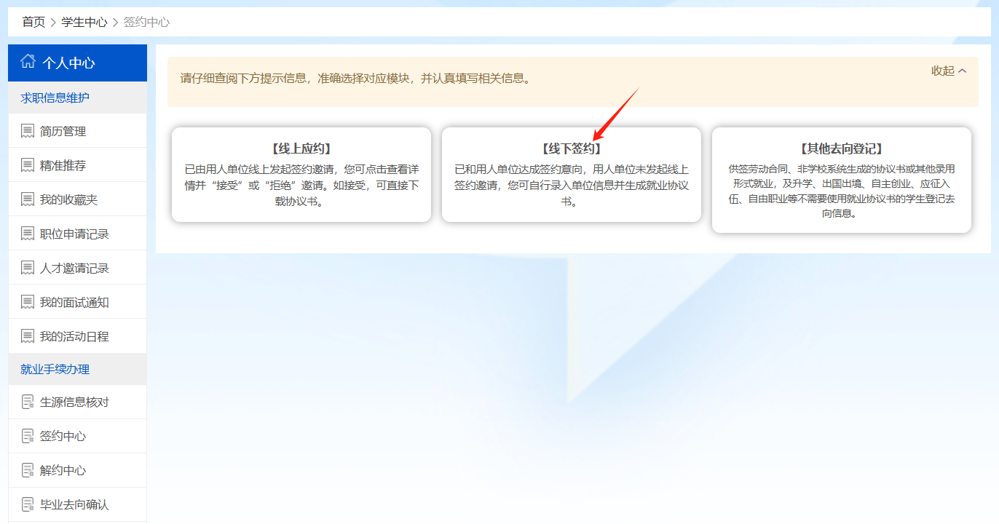 首页 > 学生中心 > 签约中心
个人中心
求职信息维护
简历管理
精准推荐
我的收藏夹
职位申请记录
人才邀请记录
我的面试通知
我的活动日程
就业手续办理
生源信息核对
签约中心
解约中心
毕业去向确认
请仔细查阅下方提示信息，准确选择对应模块，并认真填写相关信息。
收起
【线上应约】
已由用人单位线上发起签约邀请，您可点击查看详
情并“接受”或“拒绝”邀请。如接受，可直接下
载协议书。
【线下签约】
已和用人单位达成签约意向，用人单位未发起线上
签约邀请，您可自行录入单位信息并生成就业协议
书。
【其他去向登记】
供签劳动合同、非学校系统生成的协议书或其他录用
形式就业，及升学、出国出境、自主创业、应征入
伍、自由职业等不需要使用就业协议书的学生登记去
向信息。